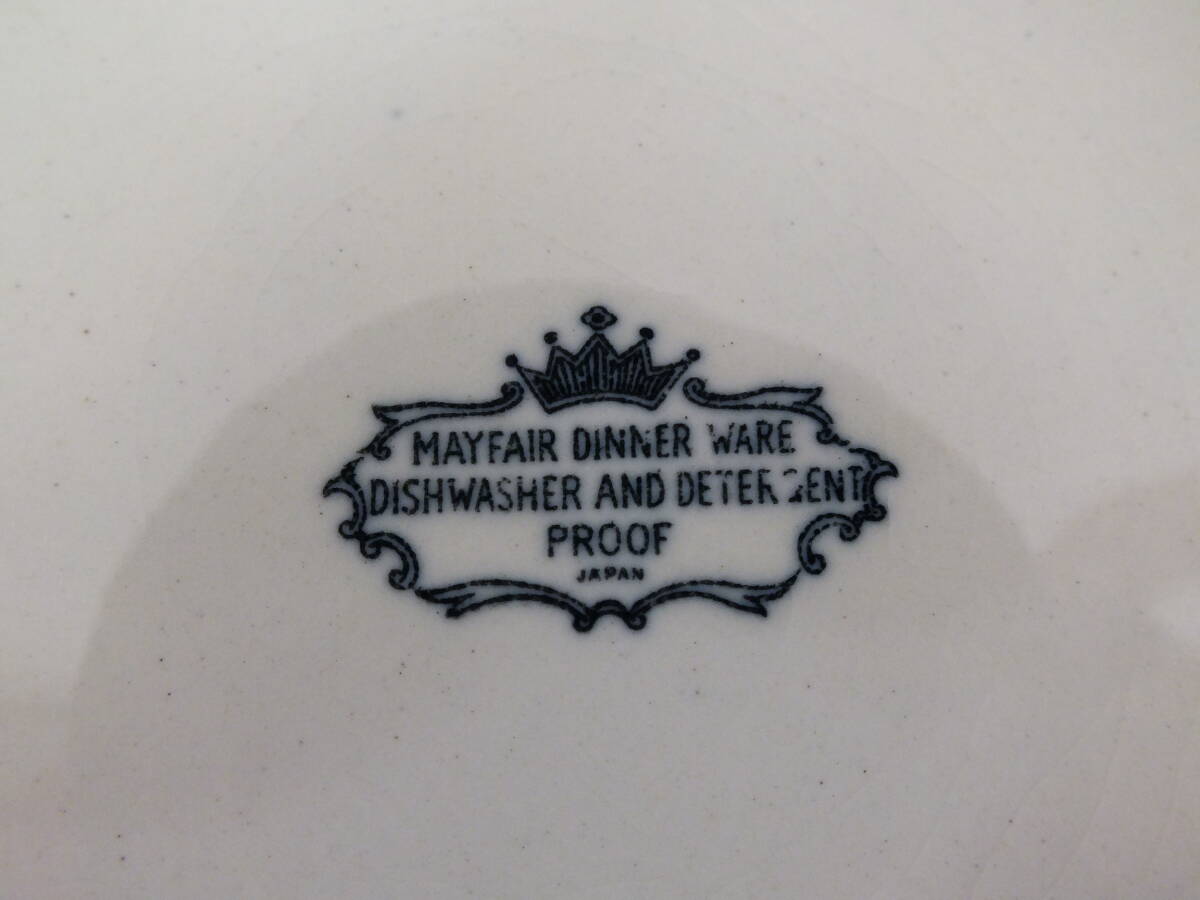 MAYFAIR DINNER WARE
DISHWASHER AND DETERGENT
PROOF
JAPAN